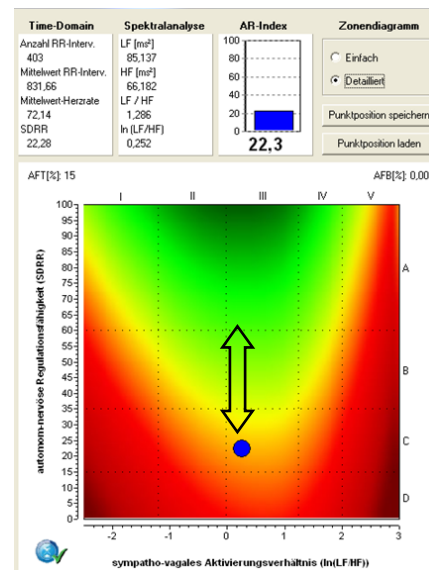 Time-Domain
Anzahl RR-Interv.
403
Mittelwert RR-Interv.
831,66
Mittelwert-Herzrate
72,14
SDRR
22,28
Spektralanalyse
LF [ms²]
85,137
HF [ms²]
66,182
LF / HF
1,286
ln (LF/HF)
0,252
AR-Index
100
80
60
40
20
0
22,3
Zonendiagramm
Einfach
Detailliert
Punktposition speichern
Punktposition laden
AFT[%]: 15
AFB[%]: 0,00
I II III IV V
100
95
90
85
80
75
70
65
60
55
50
45
40
35
30
25
20
15
10
5
0
automom-nervöse Regulationsfähigkeit (SDRR)
A
B
C
D
-2 -1 0 1 2 3
sympatho-vagales Aktivierungsverhältnis (ln(LF/HF))